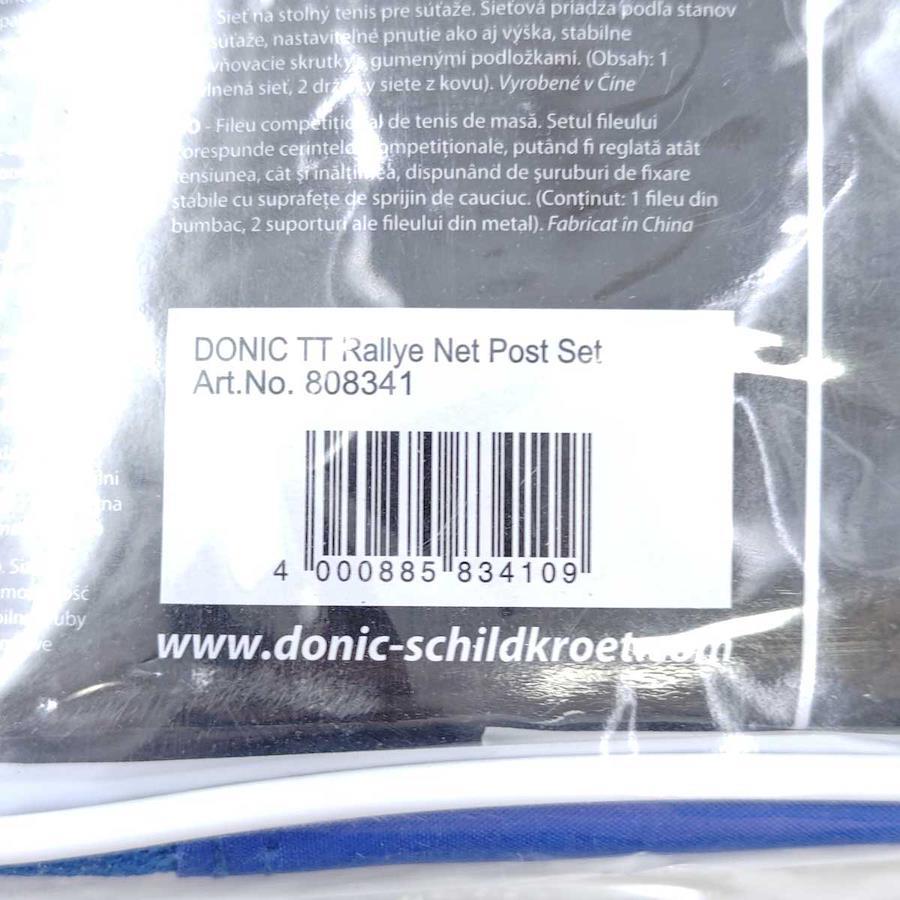 Sieť na stolný tenis pre súťaže. Sieťová priadza podľa stanov
súťaže, nastaviteľné pnutie ako aj výška, stabilne
skrutky s gumenými podložkami. (Obsah: 1
sieť, 2 držiaky siete z kovu). Vyrobené v Číne
- Fileu competițional de tenis de masă. Setul fileului
corespunde cerințelor competiționale, putând fi reglată atât
tensiunea, cât și înălțimea, dispunând de șuruburi de fixare
stabile cu suprafețe de sprijin de cauciuc. (Conținut: 1 fileu din
bumbac, 2 suporturi ale fileului din metal). Fabricat în China
DONIC TT Rallye Net Post Set
Art.No. 808341
4 000885 834109
www.donic-schildkroet.com